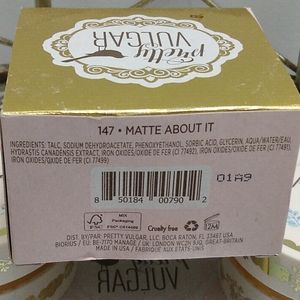 Pretty
VULGAR
147 • MATTE ABOUT IT
INGREDIENTS: TALC, SODIUM DEHYDROACETATE, PHENOXYETHANOL, SORBIC ACID, GLYCERIN, AQUA/WATER/EAU,
HYDRASTIS CANADENSIS EXTRACT, IRON OXIDES/OXIDE DE FER (CI 77492), IRON OXIDES/OXIDE DE FER (CI 77491),
IRON OXIDES/OXIDE DE FER (CI 77499)
01A9
8 50184 00790 2
FSC
MIX
Packaging
Cruelty free
12M
DIST. BY/PAR: PRETTY VULGAR, LLC, BOCA RATON, FL 33487 USA
BIORIUS / EU: BE-7170 MANAGE / UK: LONDON WC2H 9JQ, GREAT-BRITAIN
MADE IN USA / FABRIQUÉ AUX ÉTATS-UNIS
VULGAR